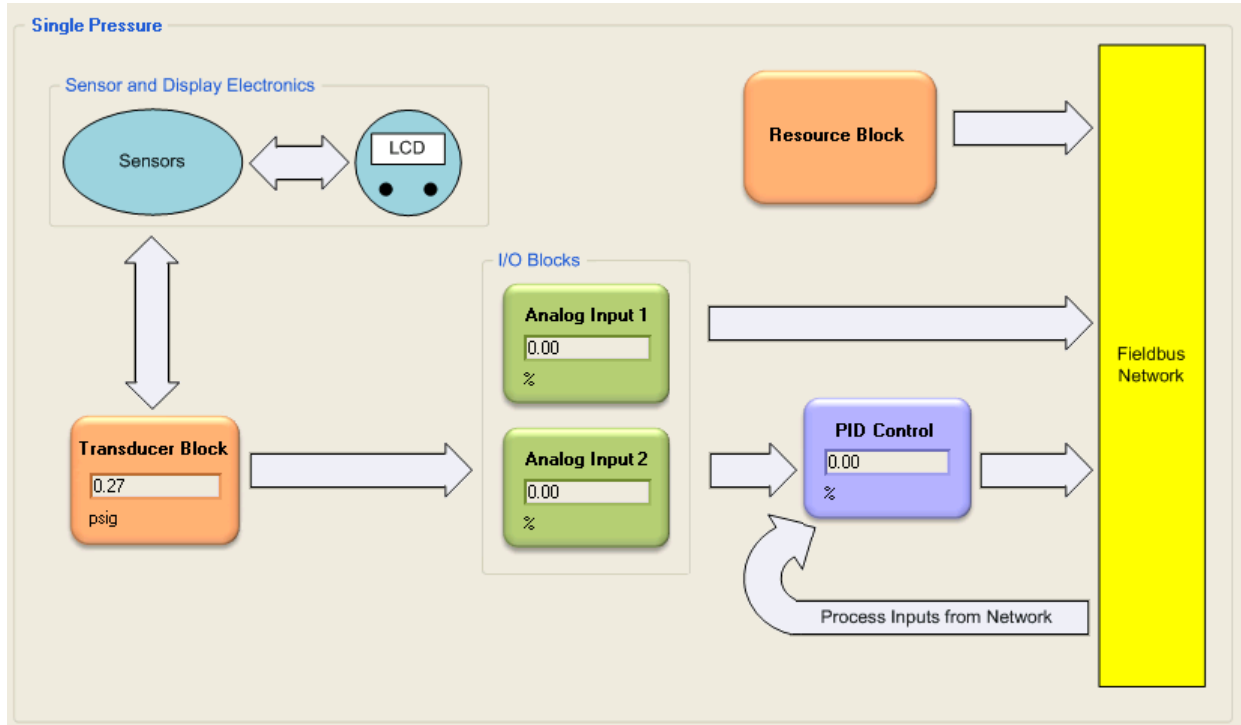 Single Pressure
Sensor and Display Electronics
Sensors
LCD
Resource Block
I/O Blocks
Analog Input 1
0.00
%
Fieldbus
Network
Transducer Block
0.27
psig
Analog Input 2
0.00
%
PID Control
0.00
%
Process Inputs from Network